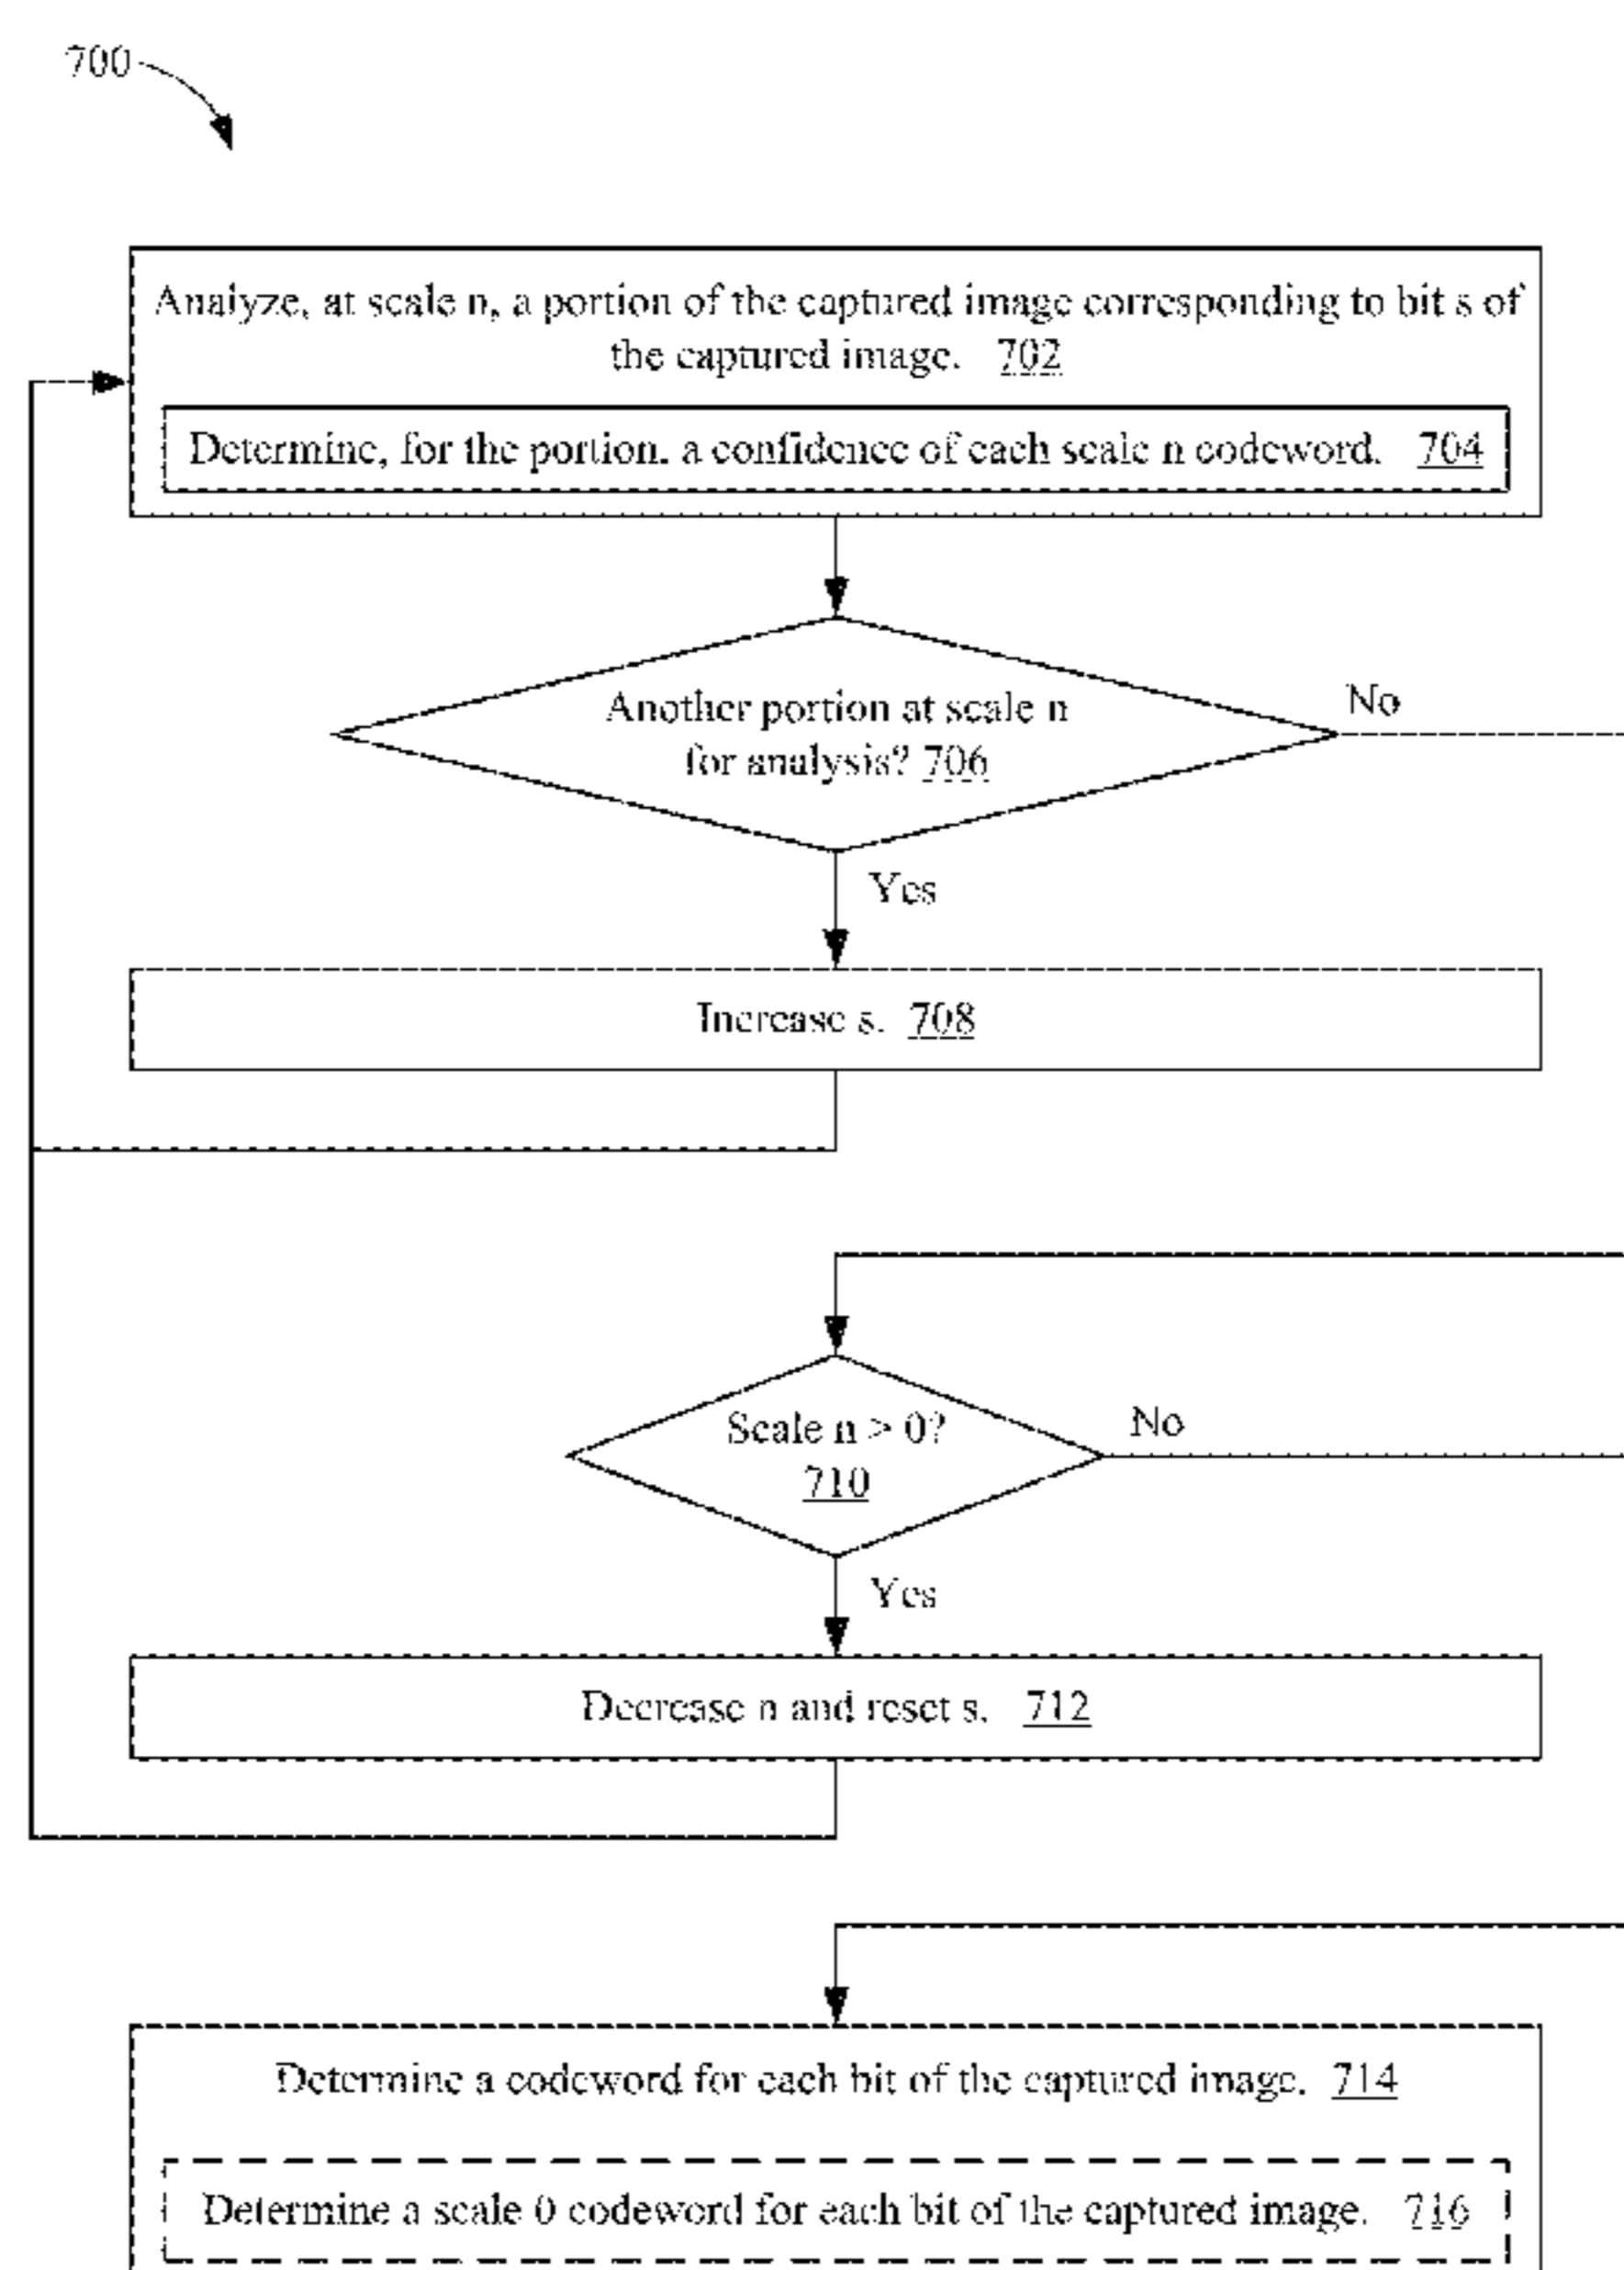 700
Analyze, at scale n, a portion of the captured image corresponding to bit s of
the captured image. 702
Determine, for the portion, a confidence of each scale n codeword. 704
Another portion at scale n
for analysis? 706
No
Yes
Increase s. 708
Scale n > 0?
710
No
Yes
Decrease n and reset s. 712
Determine a codeword for each bit of the captured image. 714
Determine a scale 0 codeword for each bit of the captured image. 716